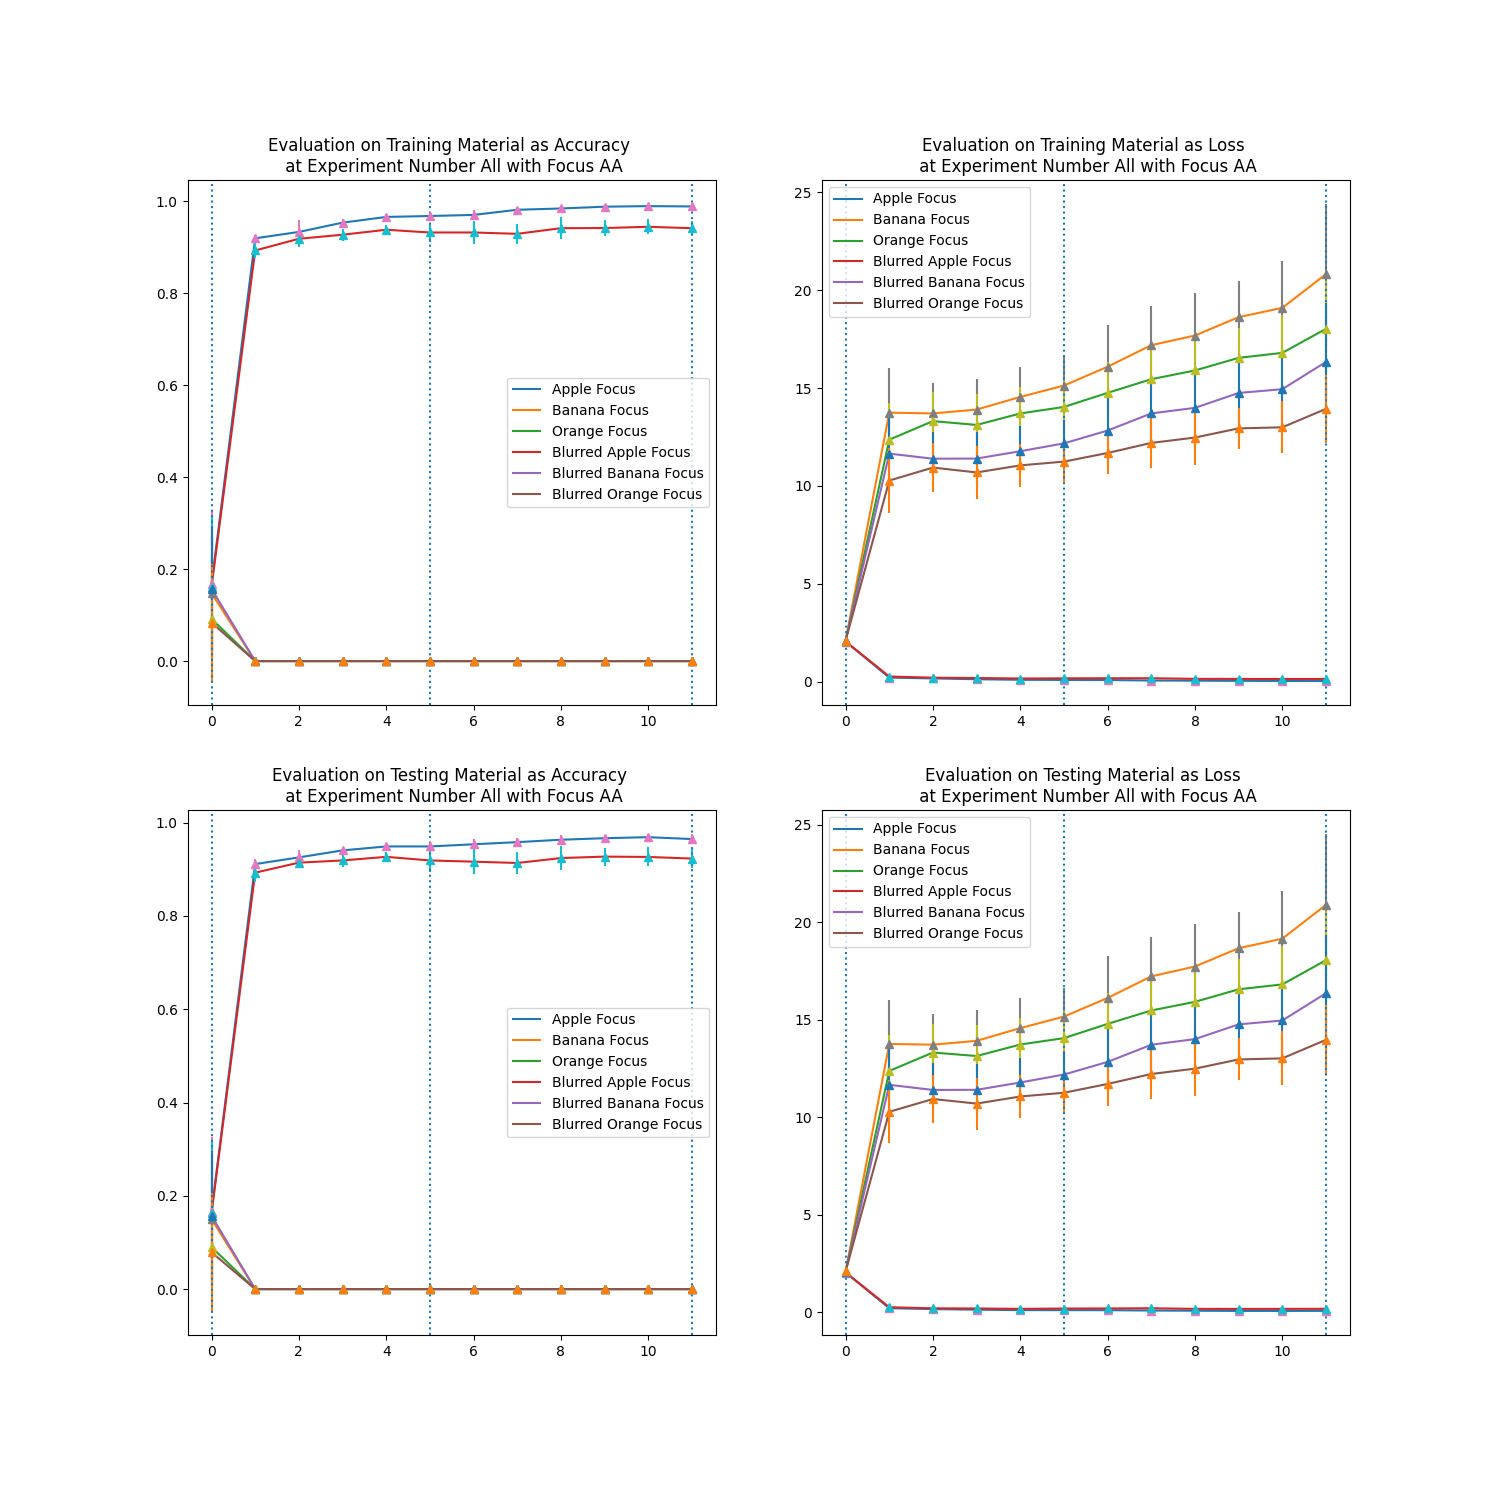 Evaluation on Training Material as Accuracy
at Experiment Number All with Focus AA
1.0
0.8
0.6
0.4
0.2
0.0
Apple Focus
Banana Focus
Orange Focus
Blurred Apple Focus
Blurred Banana Focus
Blurred Orange Focus
0 2 4 6 8 10
Evaluation on Training Material as Loss
at Experiment Number All with Focus AA
25
20
15
10
5
0
Apple Focus
Banana Focus
Orange Focus
Blurred Apple Focus
Blurred Banana Focus
Blurred Orange Focus
0 2 4 6 8 10
Evaluation on Testing Material as Accuracy
at Experiment Number All with Focus AA
1.0
0.8
0.6
0.4
0.2
0.0
Apple Focus
Banana Focus
Orange Focus
Blurred Apple Focus
Blurred Banana Focus
Blurred Orange Focus
0 2 4 6 8 10
Evaluation on Testing Material as Loss
at Experiment Number All with Focus AA
25
20
15
10
5
0
Apple Focus
Banana Focus
Orange Focus
Blurred Apple Focus
Blurred Banana Focus
Blurred Orange Focus
0 2 4 6 8 10